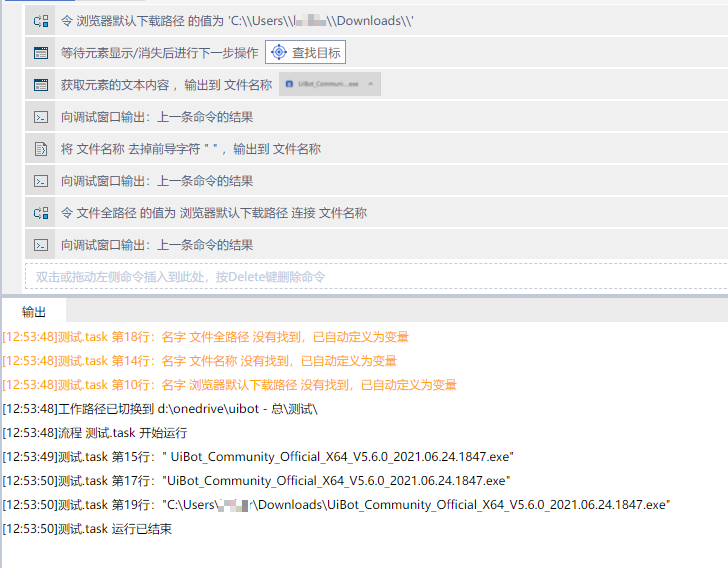 令 浏览器默认下载路径 的值为 'C:\\Users\\l\\Downloads\\'
等待元素显示/消失后进行下一步操作 查找目标
获取元素的文本内容 ，输出到 文件名称 UiBot_Communi....exe
向调试窗口输出：上一条命令的结果
将 文件名称 去掉前导字符 " " ，输出到 文件名称
向调试窗口输出：上一条命令的结果
令 文件全路径 的值为 浏览器默认下载路径 连接 文件名称
向调试窗口输出：上一条命令的结果
双击或拖动左侧命令插入到此处，按Delete键删除命令
输出
[12:53:48]测试.task 第18行：名字 文件全路径 没有找到，已自动定义为变量
[12:53:48]测试.task 第14行：名字 文件名称 没有找到，已自动定义为变量
[12:53:48]测试.task 第10行：名字 浏览器默认下载路径 没有找到，已自动定义为变量
[12:53:48]工作路径已切换到 d:\onedrive\uibot - 总\测试\
[12:53:48]流程 测试.task 开始运行
[12:53:49]测试.task 第15行：" UiBot_Community_Official_X64_V5.6.0_2021.06.24.1847.exe"
[12:53:50]测试.task 第17行："UiBot_Community_Official_X64_V5.6.0_2021.06.24.1847.exe"
[12:53:50]测试.task 第19行："C:\Users\r\Downloads\UiBot_Community_Official_X64_V5.6.0_2021.06.24.1847.exe"
[12:53:50]测试.task 运行已结束